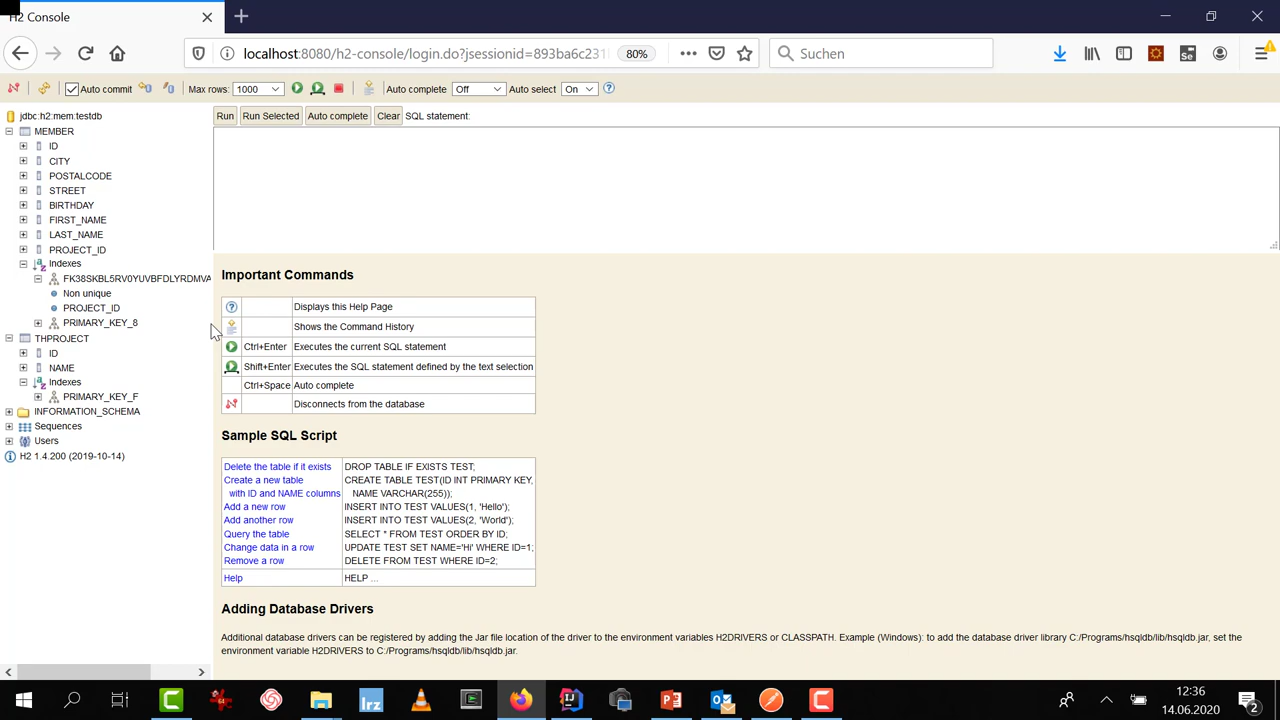 H2 Console
localhost:8080/h2-console/login.do?jsessionid=893ba6c231
80%
Suchen
Auto commit
Max rows: 1000
Auto complete Off
Auto select On
jdbc:h2:mem:testdb
MEMBER
ID
CITY
POSTALCODE
STREET
BIRTHDAY
FIRST_NAME
LAST_NAME
PROJECT_ID
Indexes
FK38SKBL5RV0YUVBFDLYRDMVA
Non unique
PROJECT_ID
PRIMARY_KEY_8
THPROJECT
ID
NAME
Indexes
PRIMARY_KEY_F
INFORMATION_SCHEMA
Sequences
Users
H2 1.4.200 (2019-10-14)
Run Run Selected Auto complete Clear SQL statement:
Important Commands
Displays this Help Page
Shows the Command History
Ctrl+Enter Executes the current SQL statement
Shift+Enter Executes the SQL statement defined by the text selection
Ctrl+Space Auto complete
Disconnects from the database
Sample SQL Script
Delete the table if it exists DROP TABLE IF EXISTS TEST;
Create a new table CREATE TABLE TEST(ID INT PRIMARY KEY,
with ID and NAME columns NAME VARCHAR(255));
Add a new row INSERT INTO TEST VALUES(1, 'Hello');
Add another row INSERT INTO TEST VALUES(2, 'World');
Query the table SELECT * FROM TEST ORDER BY ID;
Change data in a row UPDATE TEST SET NAME='Hi' WHERE ID=1;
Remove a row DELETE FROM TEST WHERE ID=2;
Help HELP ...
Adding Database Drivers
Additional database drivers can be registered by adding the Jar file location of the driver to the environment variables H2DRIVERS or CLASSPATH. Example (Windows): to add the database driver library C:/Programs/hsqldb/lib/hsqldb.jar, set the
environment variable H2DRIVERS to C:/Programs/hsqldb/lib/hsqldb.jar.
lrz
12:36
14.06.2020
2